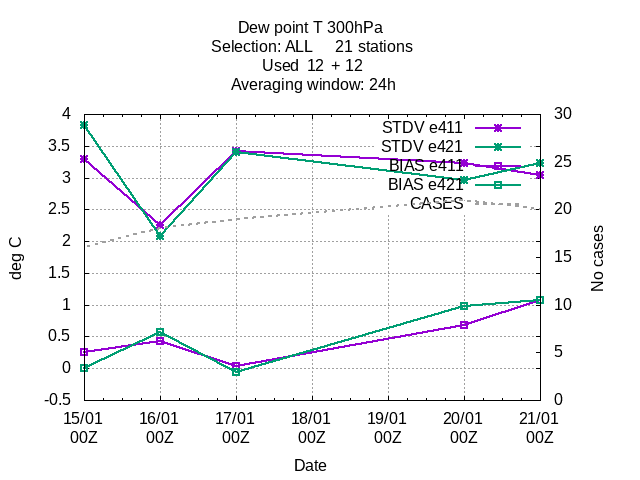 Dew point T 300hPa
Selection: ALL 21 stations
Used 12 + 12
Averaging window: 24h
4
3.5
3
2.5
2
1.5
1
0.5
0
-0.5
deg C
30
25
20
15
10
5
0
No cases
STDV e411
STDV e421
BIAS e411
BIAS e421
CASES
15/01 16/01 17/01 18/01 19/01 20/01 21/01
00Z 00Z 00Z 00Z 00Z 00Z 00Z
Date